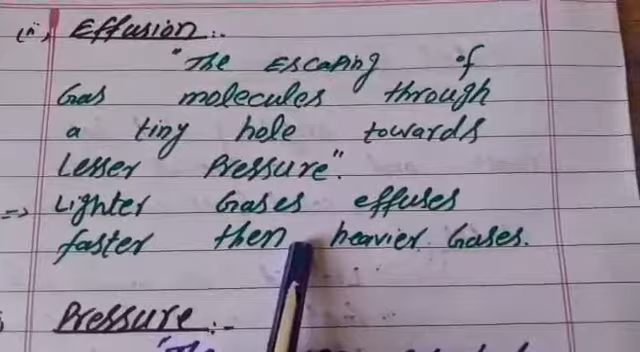 (ii) Effusion:-
"The Escaping of
Gas molecules through
a tiny hole towards
Lesser Pressure".
=> Lighter Gases effuses
faster then heavier Gases.
Pressure:-
"The